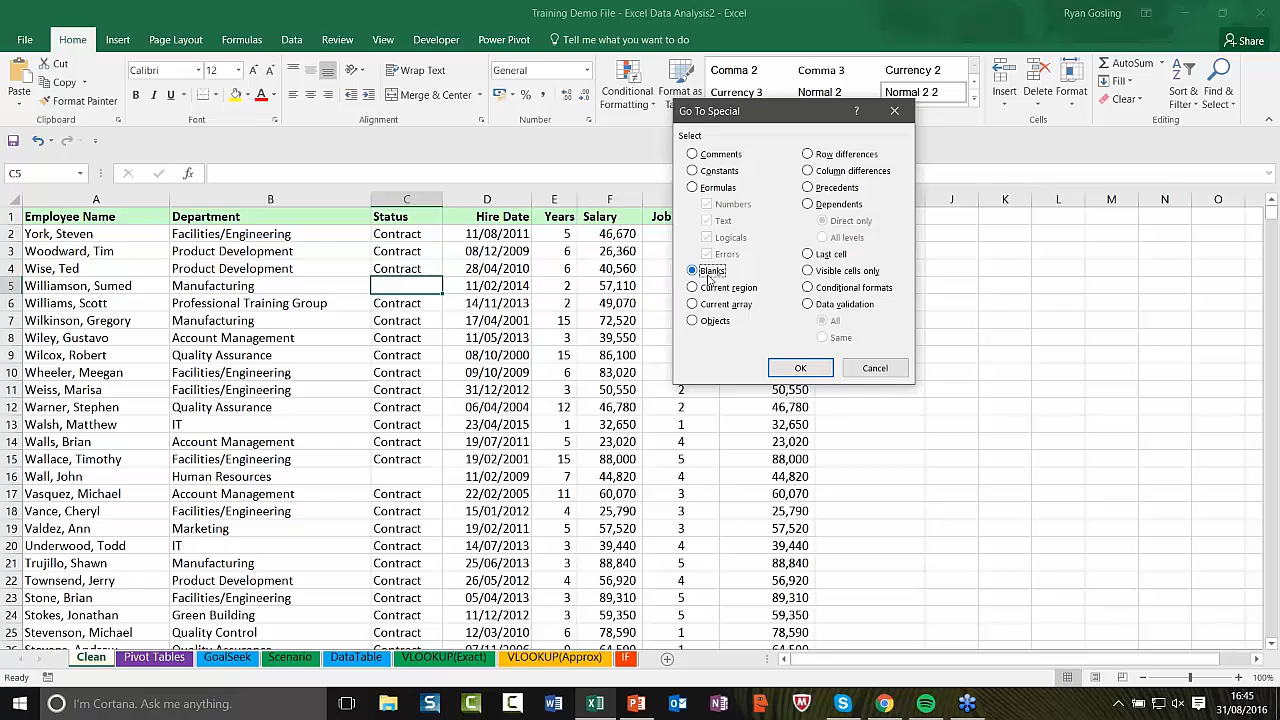 Training Demo File - Excel Data Analysis2 - Excel
Ryan Gosling
File Home Insert Page Layout Formulas Data Review View Developer Power Pivot Tell me what you want to do Share
Paste
Cut
Copy
Format Painter
Clipboard
Calibri 12
B I U
Font
Wrap Text
Merge & Center
Alignment
General
Number
Conditional Formatting
Format as
Comma 2 Comma 3 Currency 2
Currency 3 Normal 2 Normal 2 2
Insert Delete Format
Cells
AutoSum
Fill
Clear
Sort & Filter
Find & Select
Editing
C5
fx
Go To Special
Select
Comments Row differences
Constants Column differences
Formulas Precedents
Numbers Dependents
Text Direct only
Logicals All levels
Errors Last cell
Blanks Visible cells only
Current region Conditional formats
Current array Data validation
Objects All
Same
OK Cancel
A B C D E F J K L M N O
1 Employee Name Department Status Hire Date Years Salary Job
2 York, Steven Facilities/Engineering Contract 11/08/2011 5 46,670
3 Woodward, Tim Product Development Contract 08/12/2009 6 26,360
4 Wise, Ted Product Development Contract 28/04/2010 6 40,560
5 Williamson, Sumed Manufacturing 11/02/2014 2 57,110
6 Williams, Scott Professional Training Group Contract 14/11/2013 2 49,070
7 Wilkinson, Gregory Manufacturing Contract 17/04/2001 15 72,520
8 Wiley, Gustavo Account Management Contract 11/05/2013 3 39,550
9 Wilcox, Robert Quality Assurance Contract 08/10/2000 15 86,100
10 Wheeler, Meegan Facilities/Engineering Contract 09/10/2009 6 83,020
11 Weiss, Marisa Facilities/Engineering Contract 31/12/2012 3 50,550 2 50,550
12 Warner, Stephen Quality Assurance Contract 06/04/2004 12 46,780 2 46,780
13 Walsh, Matthew IT Contract 23/04/2015 1 32,650 1 32,650
14 Walls, Brian Account Management Contract 19/07/2011 5 23,020 4 23,020
15 Wallace, Timothy Facilities/Engineering Contract 19/02/2001 15 88,000 5 88,000
16 Wall, John Human Resources 11/02/2009 7 44,820 4 44,820
17 Vasquez, Michael Account Management Contract 22/02/2005 11 60,070 3 60,070
18 Vance, Cheryl Facilities/Engineering Contract 15/01/2012 4 25,790 3 25,790
19 Valdez, Ann Marketing Contract 19/02/2011 5 57,520 3 57,520
20 Underwood, Todd IT Contract 14/07/2013 3 39,440 4 39,440
21 Trujillo, Shawn Manufacturing Contract 25/06/2013 3 88,840 5 88,840
22 Townsend, Jerry Product Development Contract 26/05/2012 4 56,920 4 56,920
23 Stone, Brian Facilities/Engineering Contract 05/04/2013 3 89,310 5 89,310
24 Stokes, Jonathan Green Building Contract 11/12/2012 3 59,350 5 59,350
25 Stevenson, Michael Quality Control Contract 12/03/2010 6 78,590 1 78,590
Clean Pivot Tables GoalSeek Scenario DataTable VLOOKUP(Exact) VLOOKUP(Approx) IF
Ready 100%
I'm Cortana. Ask me anything.
16:45
31/08/2016